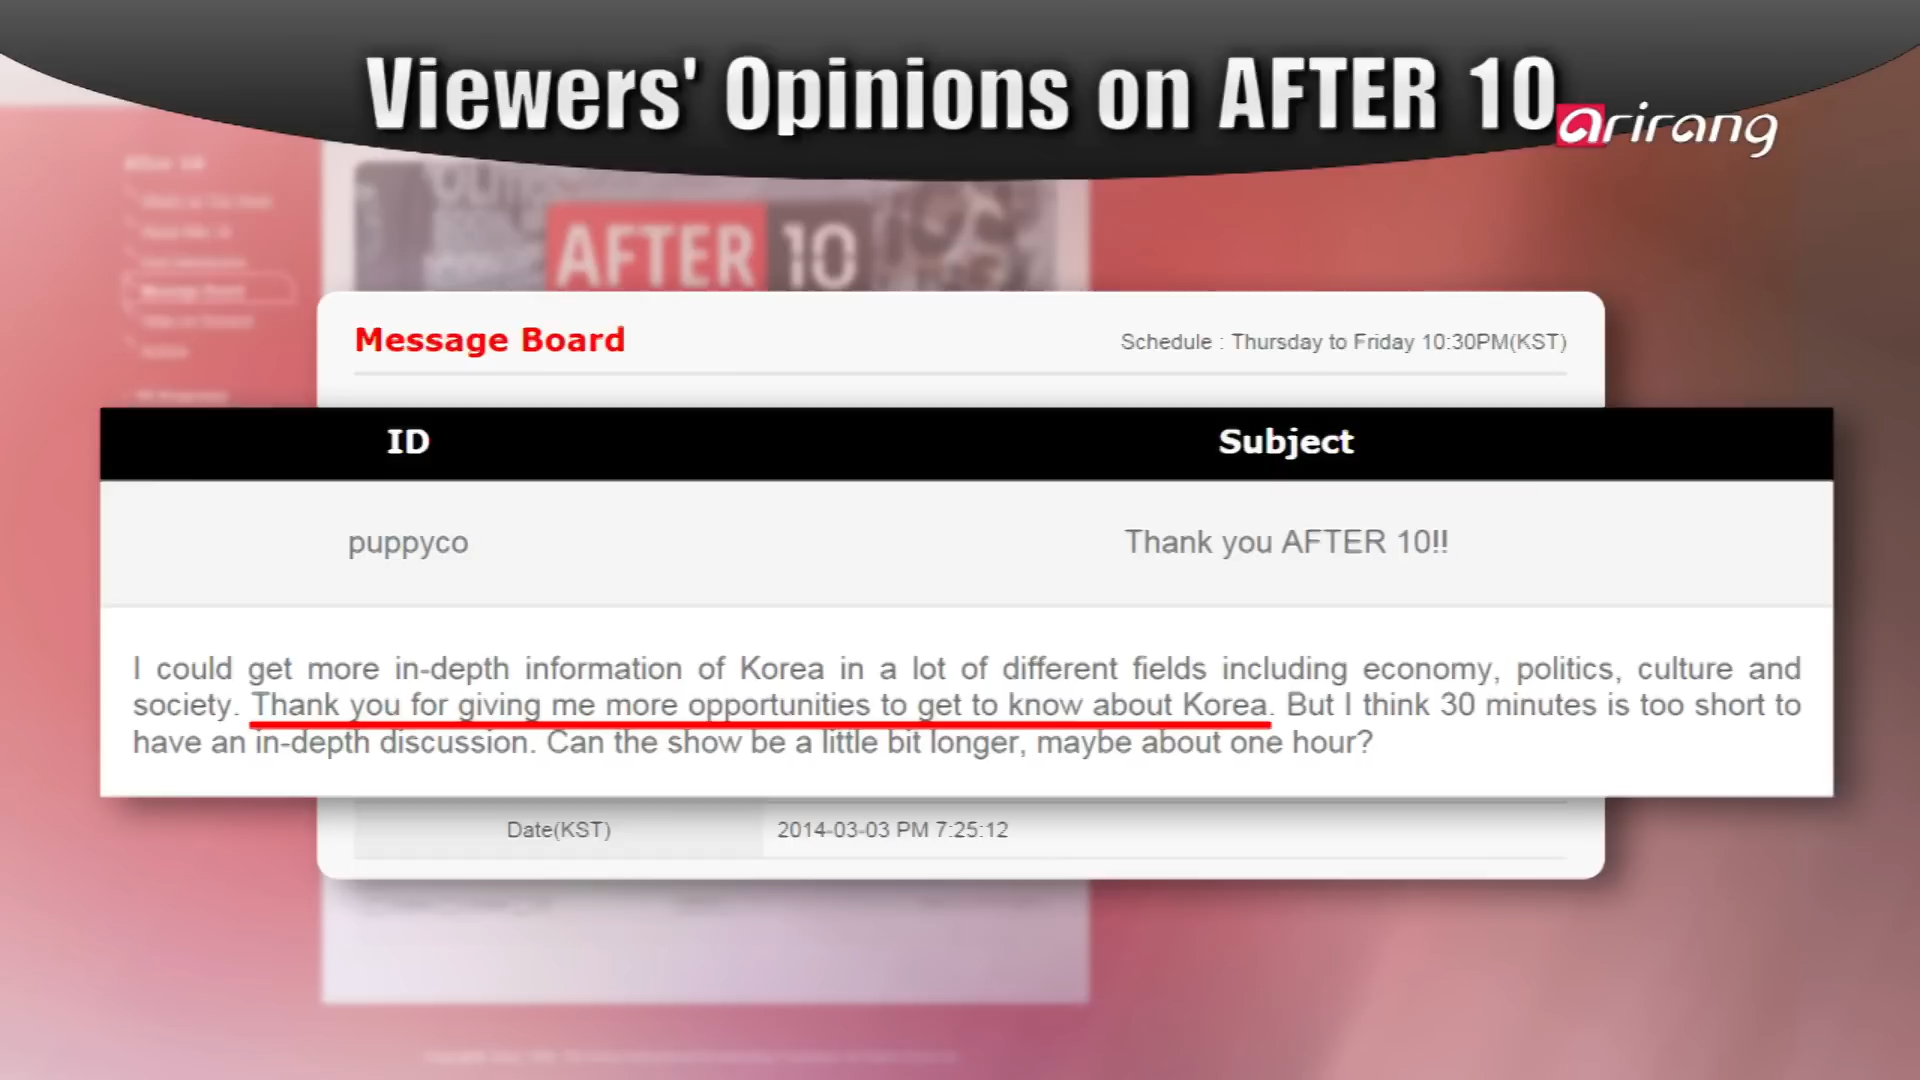 Viewers' Opinions on AFTER 10
arirang
AFTER 10
Message Board
Schedule : Thursday to Friday 10:30PM(KST)
ID
Subject
puppyco
Thank you AFTER 10!!
I could get more in-depth information of Korea in a lot of different fields including economy, politics, culture and
society. Thank you for giving me more opportunities to get to know about Korea. But I think 30 minutes is too short to
have an in-depth discussion. Can the show be a little bit longer, maybe about one hour?
Date(KST)
2014-03-03 PM 7:25:12